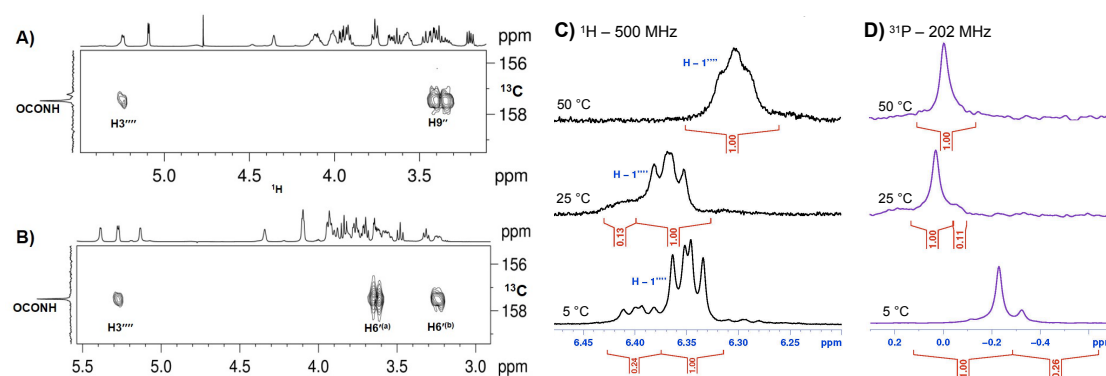 A)
ppm
156
¹³C
158
OCONH
H3''''
H9''
5.0
4.5
4.0
3.5
ppm
¹H
B)
ppm
156
¹³C
158
OCONH
H3''''
H6'⁽ᵃ⁾
H6'⁽ᵇ⁾
5.5
5.0
4.5
4.0
3.5
3.0
ppm
C) ¹H – 500 MHz
H – 1''''
50 °C
1.00
H – 1''''
25 °C
0.13
1.00
H – 1''''
5 °C
6.45
6.40
6.35
6.30
6.25
ppm
0.24
1.00
D) ³¹P – 202 MHz
50 °C
1.00
25 °C
1.00
0.11
5 °C
0.2
0.0
−0.2
−0.4
ppm
1.00
0.26